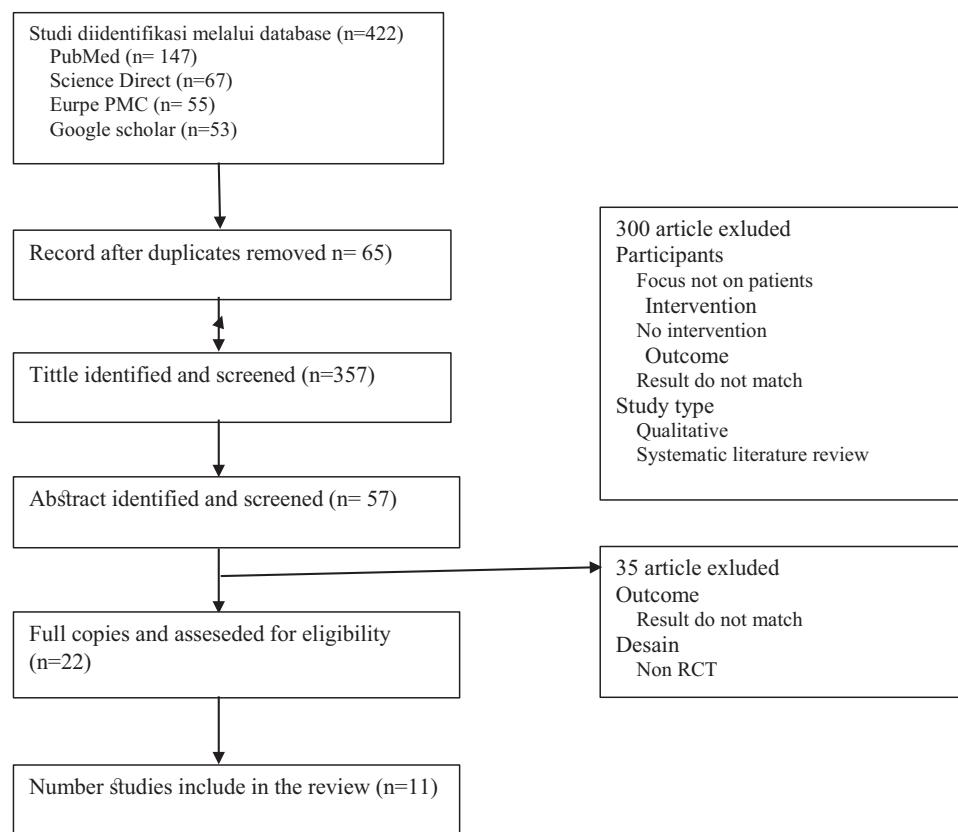 Studi diidentifikasi melalui database (n=422)
PubMed (n= 147)
Science Direct (n=67)
Eurpe PMC (n= 55)
Google scholar (n=53)
Record after duplicates removed n= 65)
Tittle identified and screened (n=357)
Abstract identified and screened (n= 57)
Full copies and asseseded for eligibility
(n=22)
Number studies include in the review (n=11)
300 article exluded
Participants
Focus not on patients
Intervention
No intervention
Outcome
Result do not match
Study type
Qualitative
Systematic literature review
35 article exluded
Outcome
Result do not match
Desain
Non RCT